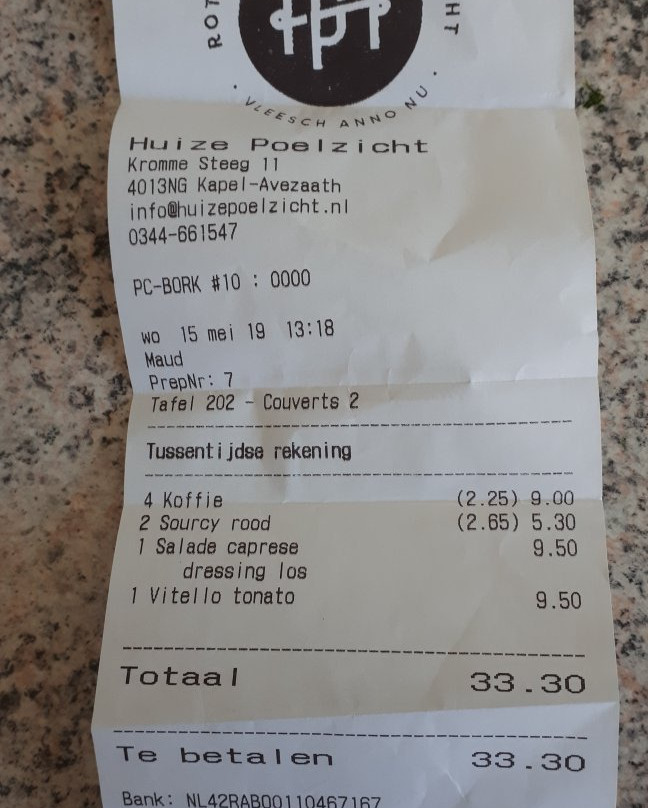 VLEESCH ANNO NU
Huize Poelzicht
Kromme Steeg 11
4013NG Kapel-Avezaath
info@huizepoelzicht.nl
0344-661547
PC-BORK #10 : 0000
wo 15 mei 19 13:18
Maud
PrepNr: 7
Tafel 202 - Couverts 2
Tussentijdse rekening
4 Koffie (2.25) 9.00
2 Sourcy rood (2.65) 5.30
1 Salade caprese 9.50
dressing los
1 Vitello tonato 9.50
Totaal 33.30
Te betalen 33.30
Bank: NL42RABO0110467167